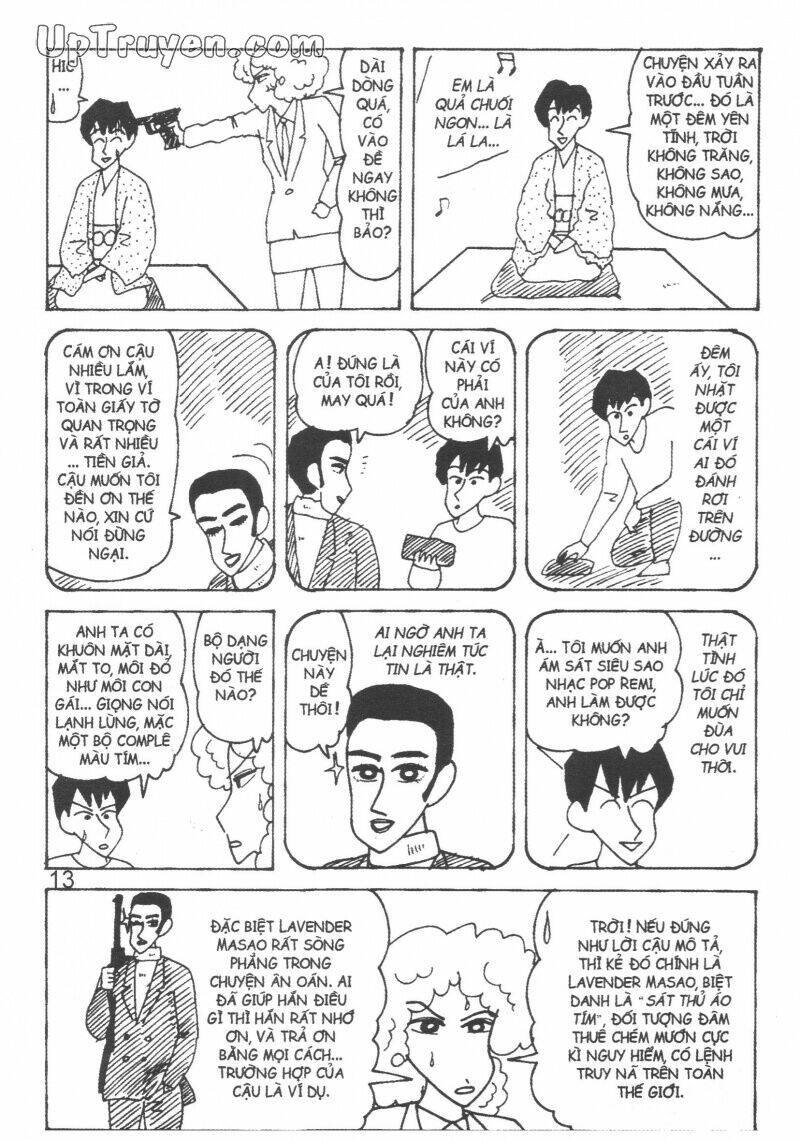 UpTruyen.com
CHUYỆN XẢY RA
VÀO ĐẦU TUẦN
TRƯỚC... ĐÓ LÀ
MỘT ĐÊM YÊN
TĨNH, TRỜI
KHÔNG TRĂNG,
KHÔNG SAO,
KHÔNG MƯA,
KHÔNG NẮNG...
EM LÀ
QUẢ CHUỐI
NGON... LÀ
LÁ LA...
DÀI
DÒNG
QUÁ,
CÓ
VÀO
ĐỀ
NGAY
KHÔNG
THÌ
BẢO?
HIC
...
ĐÊM
ẤY, TÔI
NHẶT
ĐƯỢC
MỘT
CÁI VÍ
AI ĐÓ
ĐÁNH
RƠI
TRÊN
ĐƯỜNG
...
CÁI VÍ
NÀY CÓ
PHẢI
CỦA ANH
KHÔNG?
A! ĐÚNG LÀ
CỦA TÔI RỒI,
MAY QUÁ!
CÁM ƠN CẬU
NHIỀU LẮM,
VÌ TRONG VÍ
TOÀN GIẤY TỜ
QUAN TRỌNG
VÀ RẤT NHIỀU
... TIỀN GIẢ.
CẬU MUỐN TÔI
ĐỀN ƠN THẾ
NÀO, XIN CỨ
NÓI ĐỪNG
NGẠI.
THẬT
TÌNH
LÚC ĐÓ
TÔI CHỈ
MUỐN
ĐÙA
CHO VUI
THÔI.
À... TÔI MUỐN ANH
ÁM SÁT SIÊU SAO
NHẠC POP REMI,
ANH LÀM ĐƯỢC
KHÔNG?
AI NGỜ ANH TA
LẠI NGHIÊM TÚC
TIN LÀ THẬT.
CHUYỆN
NÀY
DỄ
THÔI!
BỘ DẠNG
NGƯỜI
ĐÓ THẾ
NÀO?
ANH TA CÓ
KHUÔN MẶT DÀI,
MẮT TO, MÔI ĐỎ
NHƯ MÔI CON
GÁI... GIỌNG NÓI
LẠNH LÙNG, MẶC
MỘT BỘ COMPLÊ
MÀU TÍM...
TRỜI! NẾU ĐÚNG
NHƯ LỜI CẬU MÔ TẢ,
THÌ KẺ ĐÓ CHÍNH LÀ
LAVENDER MASAO, BIỆT
DANH LÀ "SÁT THỦ ÁO
TÍM", ĐỐI TƯỢNG ĐÂM
THUÊ CHÉM MƯỚN CỰC
KÌ NGUY HIỂM, CÓ LỆNH
TRUY NÃ TRÊN TOÀN
THẾ GIỚI.
ĐẶC BIỆT LAVENDER
MASAO RẤT SÒNG
PHẲNG TRONG
CHUYỆN ÂN OÁN. AI
ĐÃ GIÚP HẮN ĐIỀU
GÌ THÌ HẮN RẤT NHỚ
ƠN, VÀ TRẢ ƠN
BẰNG MỌI CÁCH...
TRƯỜNG HỢP CỦA
CẬU LÀ VÍ DỤ.
13